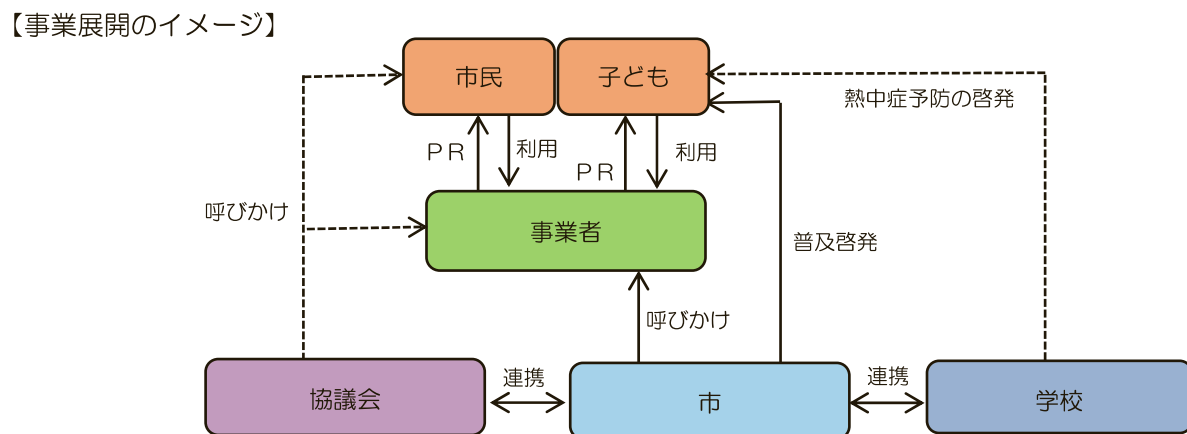 【事業展開のイメージ】
市民
子ども
熱中症予防の啓発
ＰＲ
利用
ＰＲ
利用
呼びかけ
事業者
普及啓発
呼びかけ
協議会
連携
市
連携
学校